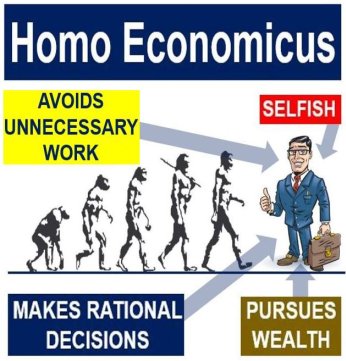 Homo Economicus
AVOIDS
UNNECESSARY
WORK
SELFISH
MAKES RATIONAL
DECISIONS
PURSUES
WEALTH